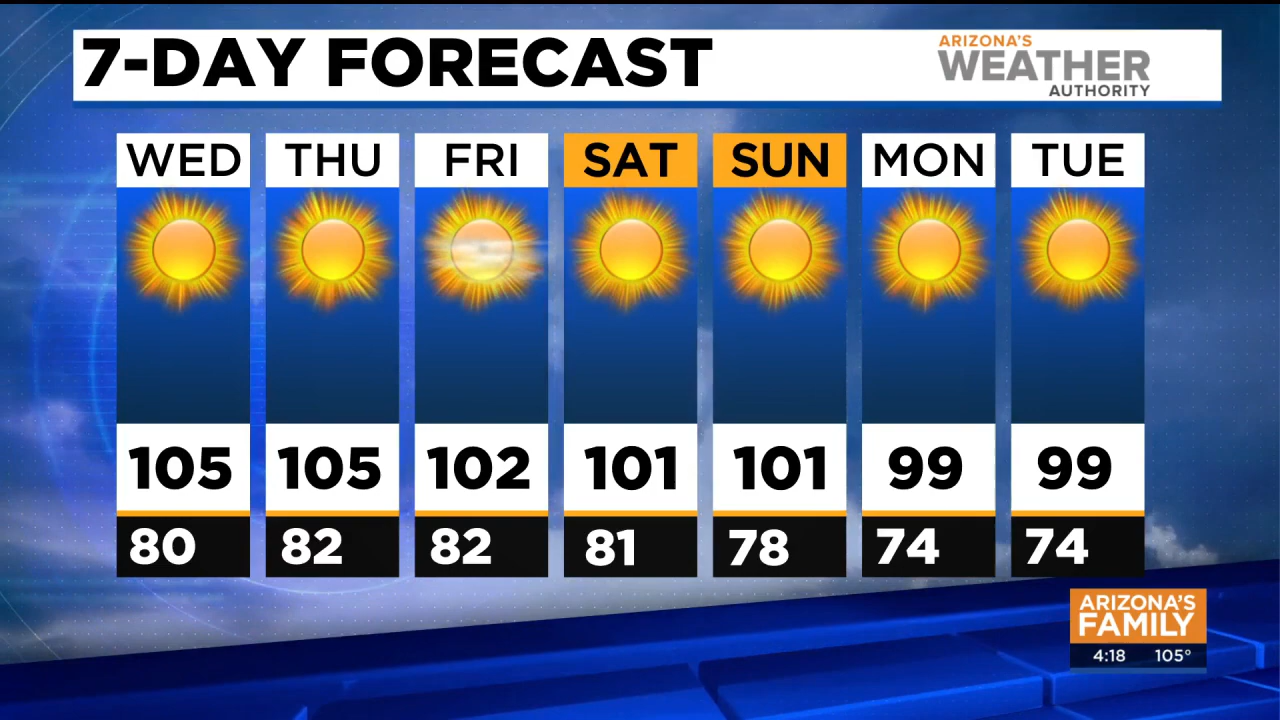 7-DAY FORECAST
ARIZONA'S
WEATHER
AUTHORITY
WED THU FRI SAT SUN MON TUE
105 105 102 101 101 99 99
80 82 82 81 78 74 74
ARIZONA'S
FAMILY
4:18 105°